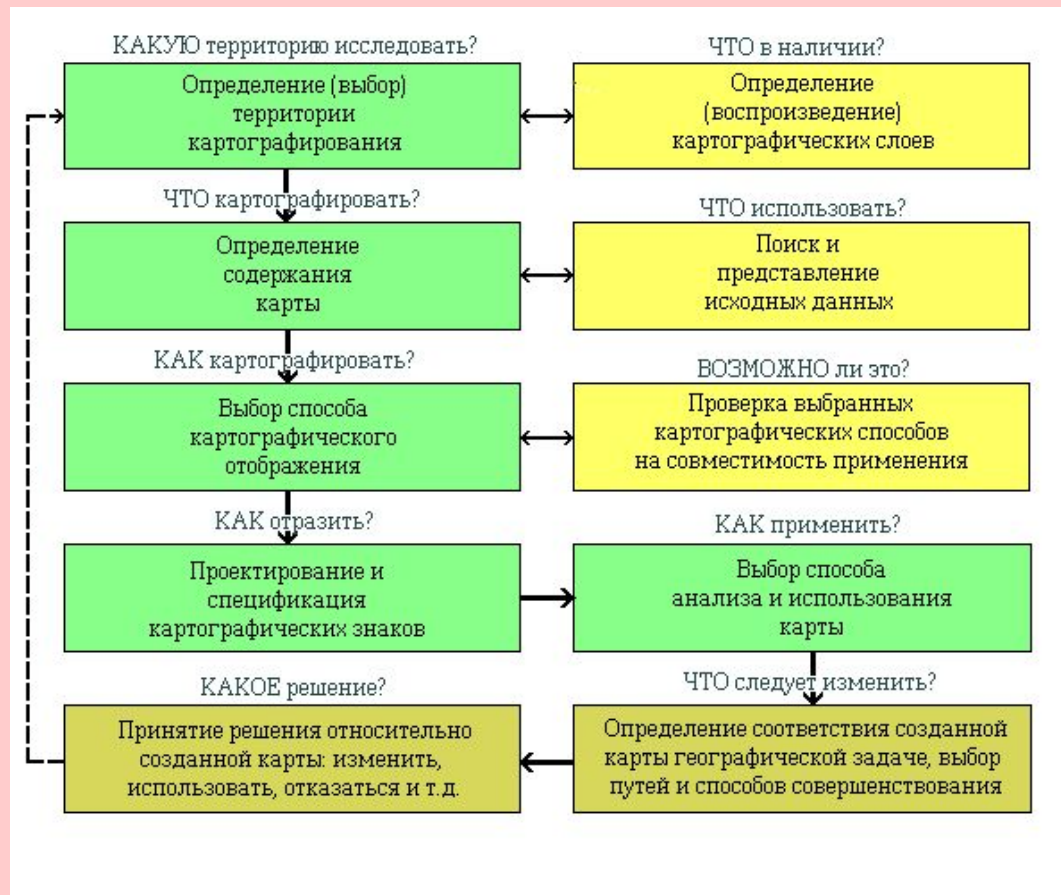 КАКУЮ территорию исследовать?
Определение (выбор)
территории
картографирования
ЧТО в наличии?
Определение
(воспроизведение)
картографических слоев
ЧТО картографировать?
Определение
содержания
карты
ЧТО использовать?
Поиск и
представление
исходных данных
КАК картографировать?
Выбор способа
картографического
отображения
ВОЗМОЖНО ли это?
Проверка выбранных
картографических способов
на совместимость применения
КАК отразить?
Проектирование и
спецификация
картографических знаков
КАК применить?
Выбор способа
анализа и использования
карты
КАКОЕ решение?
Принятие решения относительно
созданной карты: изменить,
использовать, отказаться и т.д.
ЧТО следует изменить?
Определение соответствия созданной
карты географической задаче, выбор
путей и способов совершенствования